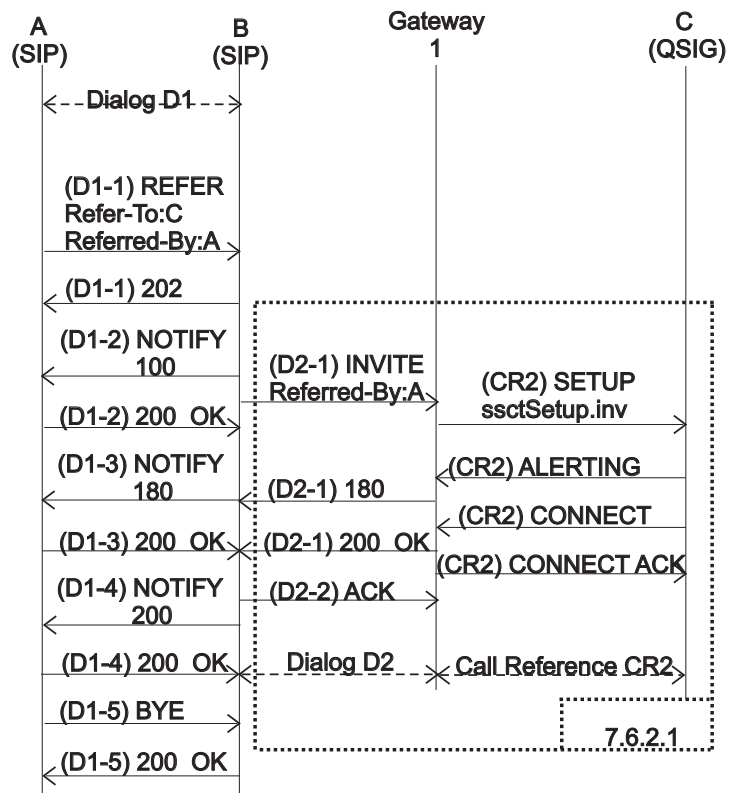 A
(SIP)
B
(SIP)
Gateway
1
C
(QSIG)
Dialog D1
(D1-1) REFER
Refer-To:C
Referred-By:A
(D1-1) 202
(D1-2) NOTIFY
100
(D2-1) INVITE
Referred-By:A
(CR2) SETUP
ssctSetup.inv
(D1-2) 200 OK
(D1-3) NOTIFY
180
(CR2) ALERTING
(D2-1) 180
(CR2) CONNECT
(D1-3) 200 OK
(D2-1) 200 OK
(CR2) CONNECT ACK
(D1-4) NOTIFY
200
(D2-2) ACK
(D1-4) 200 OK
Dialog D2
Call Reference CR2
(D1-5) BYE
7.6.2.1
(D1-5) 200 OK